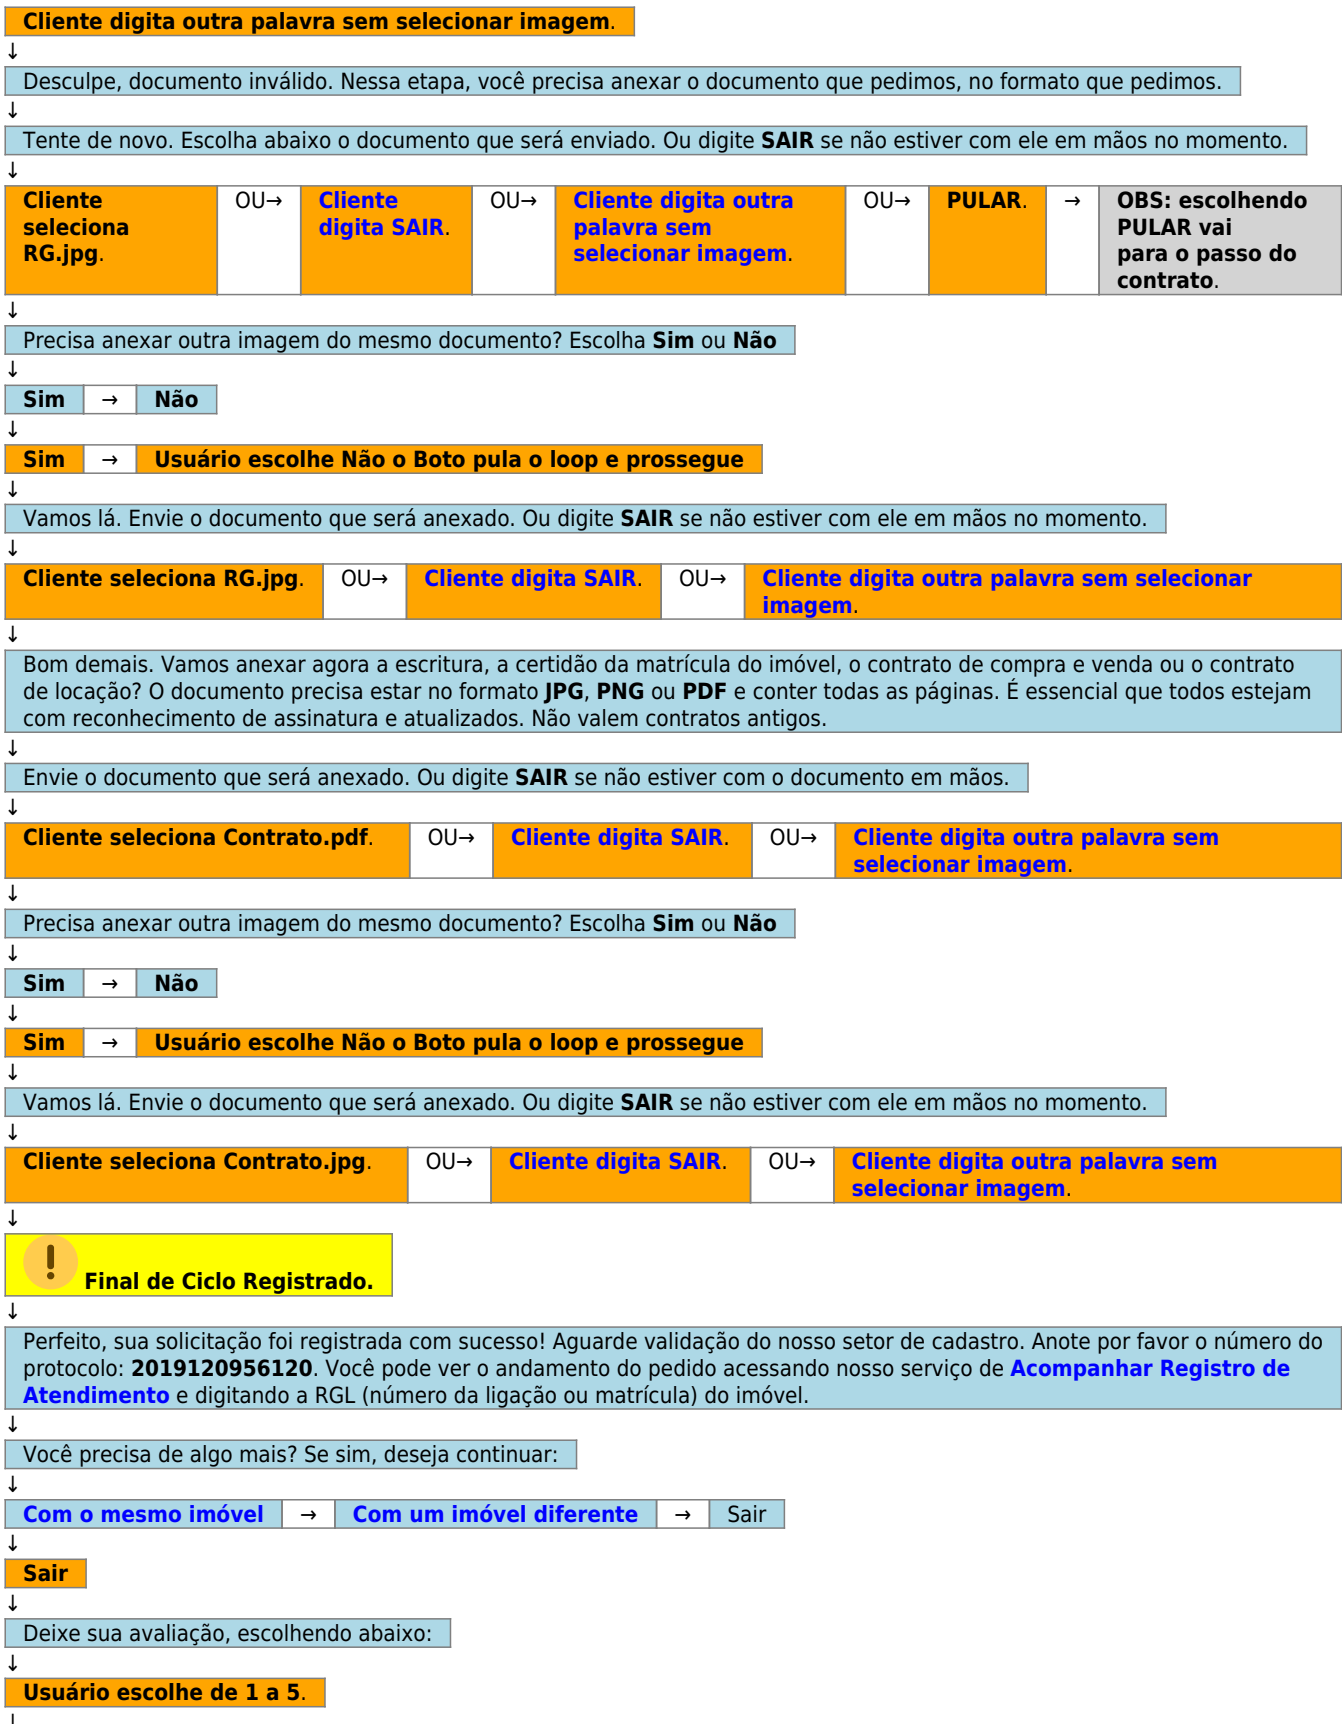 Cliente digita outra palavra sem selecionar imagem.
↓
Desculpe, documento inválido. Nessa etapa, você precisa anexar o documento que pedimos, no formato que pedimos.
↓
Tente de novo. Escolha abaixo o documento que será enviado. Ou digite SAIR se não estiver com ele em mãos no momento.
↓
Cliente
seleciona
RG.jpg.
OU→
Cliente
digita SAIR.
OU→
Cliente digita outra
palavra sem
selecionar imagem.
OU→
PULAR.
→
OBS: escolhendo
PULAR vai
para o passo do
contrato.
↓
Precisa anexar outra imagem do mesmo documento? Escolha Sim ou Não
↓
Sim → Não
↓
Sim → Usuário escolhe Não o Boto pula o loop e prossegue
↓
Vamos lá. Envie o documento que será anexado. Ou digite SAIR se não estiver com ele em mãos no momento.
↓
Cliente seleciona RG.jpg. OU→ Cliente digita SAIR. OU→ Cliente digita outra palavra sem selecionar
imagem.
↓
Bom demais. Vamos anexar agora a escritura, a certidão da matrícula do imóvel, o contrato de compra e venda ou o contrato
de locação? O documento precisa estar no formato JPG, PNG ou PDF e conter todas as páginas. É essencial que todos estejam
com reconhecimento de assinatura e atualizados. Não valem contratos antigos.
↓
Envie o documento que será anexado. Ou digite SAIR se não estiver com o documento em mãos.
↓
Cliente seleciona Contrato.pdf. OU→ Cliente digita SAIR. OU→ Cliente digita outra palavra sem
selecionar imagem.
↓
Precisa anexar outra imagem do mesmo documento? Escolha Sim ou Não
↓
Sim → Não
↓
Sim → Usuário escolhe Não o Boto pula o loop e prossegue
↓
Vamos lá. Envie o documento que será anexado. Ou digite SAIR se não estiver com ele em mãos no momento.
↓
Cliente seleciona Contrato.jpg. OU→ Cliente digita SAIR. OU→ Cliente digita outra palavra sem
selecionar imagem.
↓
! Final de Ciclo Registrado.
↓
Perfeito, sua solicitação foi registrada com sucesso! Aguarde validação do nosso setor de cadastro. Anote por favor o número do
protocolo: 2019120956120. Você pode ver o andamento do pedido acessando nosso serviço de Acompanhar Registro de
Atendimento e digitando a RGL (número da ligação ou matrícula) do imóvel.
↓
Você precisa de algo mais? Se sim, deseja continuar:
↓
Com o mesmo imóvel → Com um imóvel diferente → Sair
↓
Sair
↓
Deixe sua avaliação, escolhendo abaixo:
↓
Usuário escolhe de 1 a 5.
↓